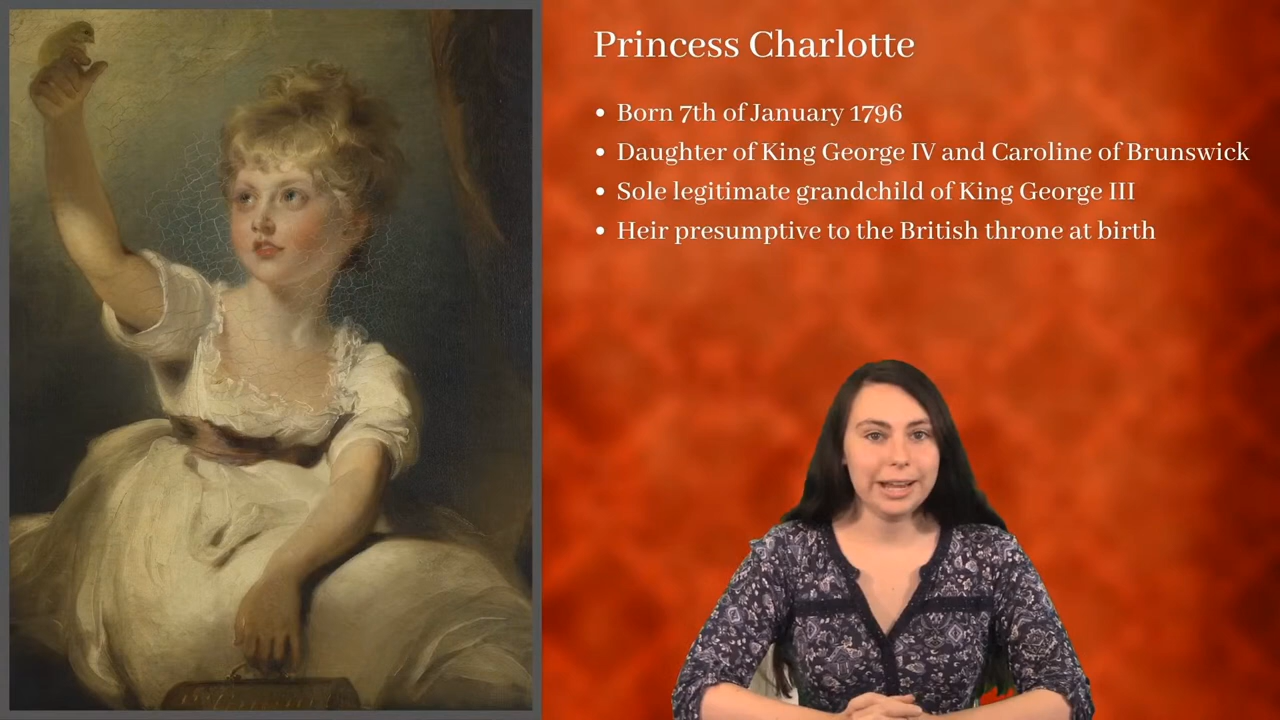 Princess Charlotte
• Born 7th of January 1796
• Daughter of King George IV and Caroline of Brunswick
• Sole legitimate grandchild of King George III
• Heir presumptive to the British throne at birth